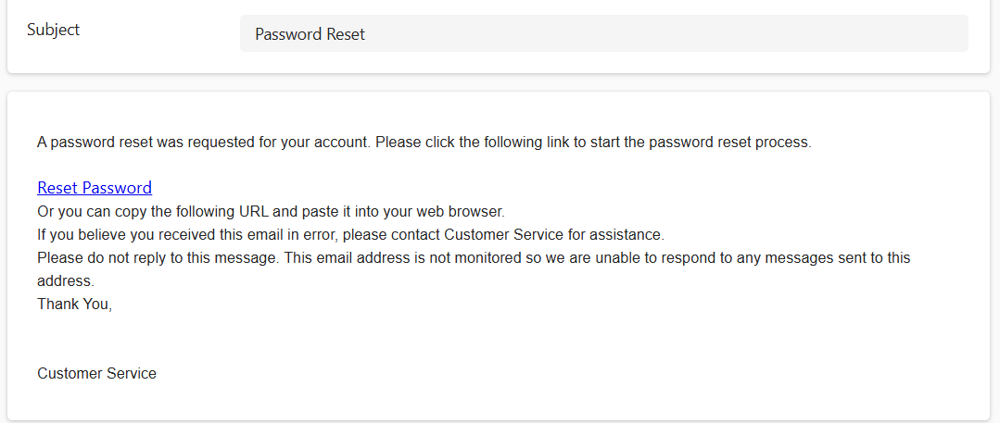 Subject
Password Reset
A password reset was requested for your account. Please click the following link to start the password reset process.
Reset Password
Or you can copy the following URL and paste it into your web browser.
If you believe you received this email in error, please contact Customer Service for assistance.
Please do not reply to this message. This email address is not monitored so we are unable to respond to any messages sent to this
address.
Thank You,
Customer Service